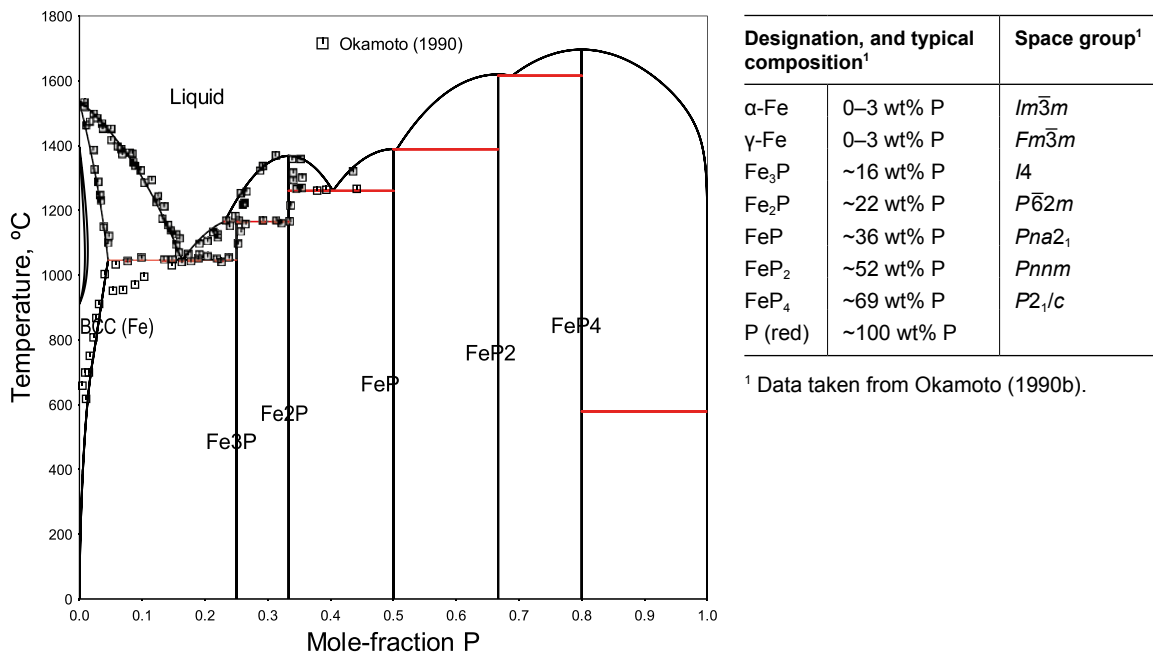 1800
1600
1400
1200
1000
800
600
400
200
0
Temperature, ºC
0.0 0.1 0.2 0.3 0.4 0.5 0.6 0.7 0.8 0.9 1.0
Mole-fraction P
Okamoto (1990)
Liquid
BCC (Fe)
Fe3P
Fe2P
FeP
FeP2
FeP4
Designation, and typical composition¹ Space group¹
α-Fe 0–3 wt% P Im3̅m
γ-Fe 0–3 wt% P Fm3̅m
Fe₃P ~16 wt% P I4
Fe₂P ~22 wt% P P6̅2m
FeP ~36 wt% P Pna2₁
FeP₂ ~52 wt% P Pnnm
FeP₄ ~69 wt% P P2₁/c
P (red) ~100 wt% P
¹ Data taken from Okamoto (1990b).